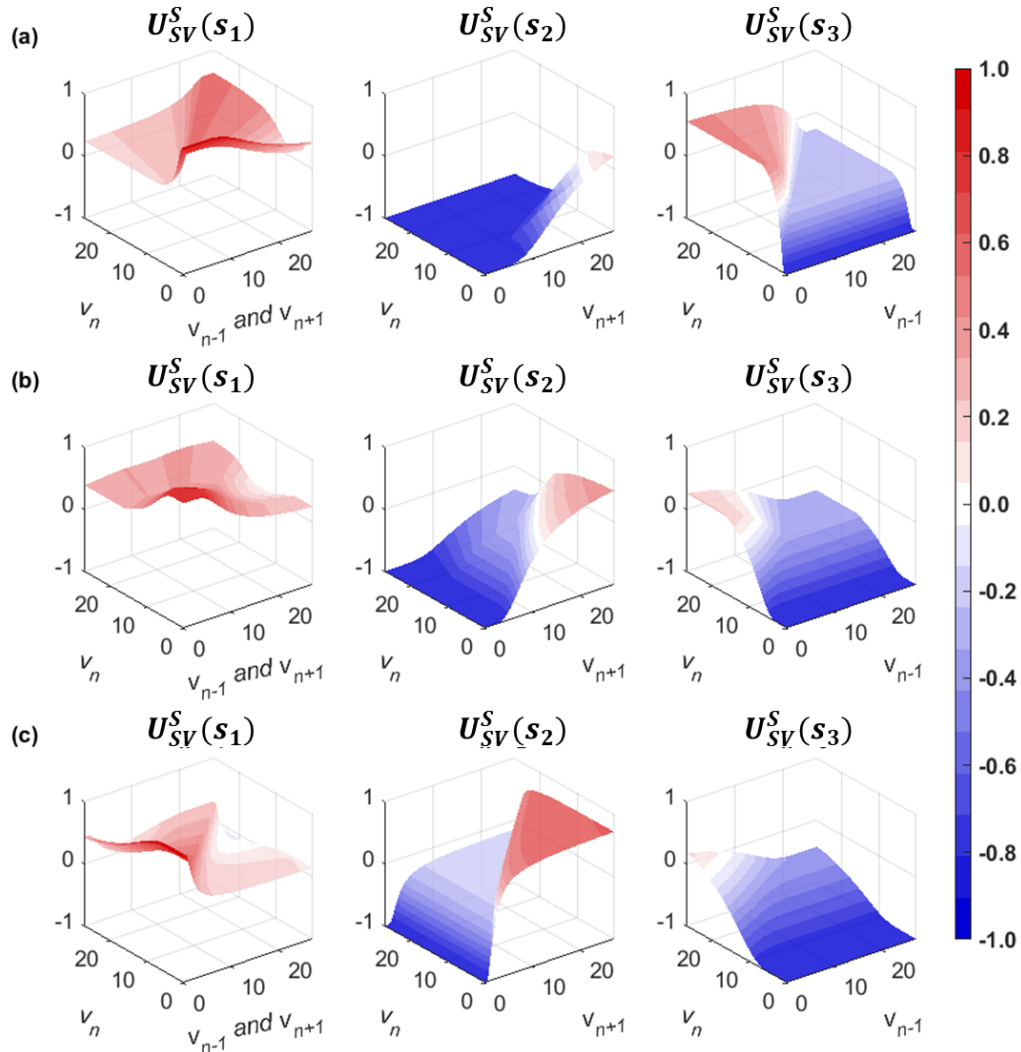 (a)
U^S_SV(s_1) U^S_SV(s_2) U^S_SV(s_3)
1 0 -1 20 10 0 0 10 20 v_n v_n-1 and v_n+1
1 0 -1 20 10 0 0 10 20 v_n v_n+1
1 0 -1 20 10 0 0 10 20 v_n v_n-1
(b)
U^S_SV(s_1) U^S_SV(s_2) U^S_SV(s_3)
1 0 -1 20 10 0 0 10 20 v_n v_n-1 and v_n+1
1 0 -1 20 10 0 0 10 20 v_n v_n+1
1 0 -1 20 10 0 0 10 20 v_n v_n-1
(c)
U^S_SV(s_1) U^S_SV(s_2) U^S_SV(s_3)
1 0 -1 20 10 0 0 10 20 v_n v_n-1 and v_n+1
1 0 -1 20 10 0 0 10 20 v_n v_n+1
1 0 -1 20 10 0 0 10 20 v_n v_n-1
1.0
0.8
0.6
0.4
0.2
0.0
-0.2
-0.4
-0.6
-0.8
-1.0